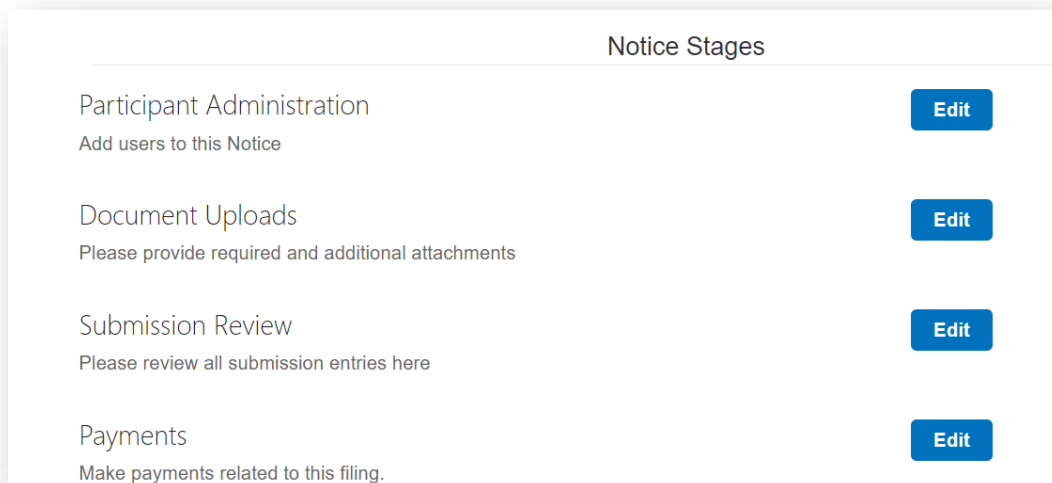 Notice Stages
Participant Administration
Edit
Add users to this Notice
Document Uploads
Edit
Please provide required and additional attachments
Submission Review
Edit
Please review all submission entries here
Payments
Edit
Make payments related to this filing.